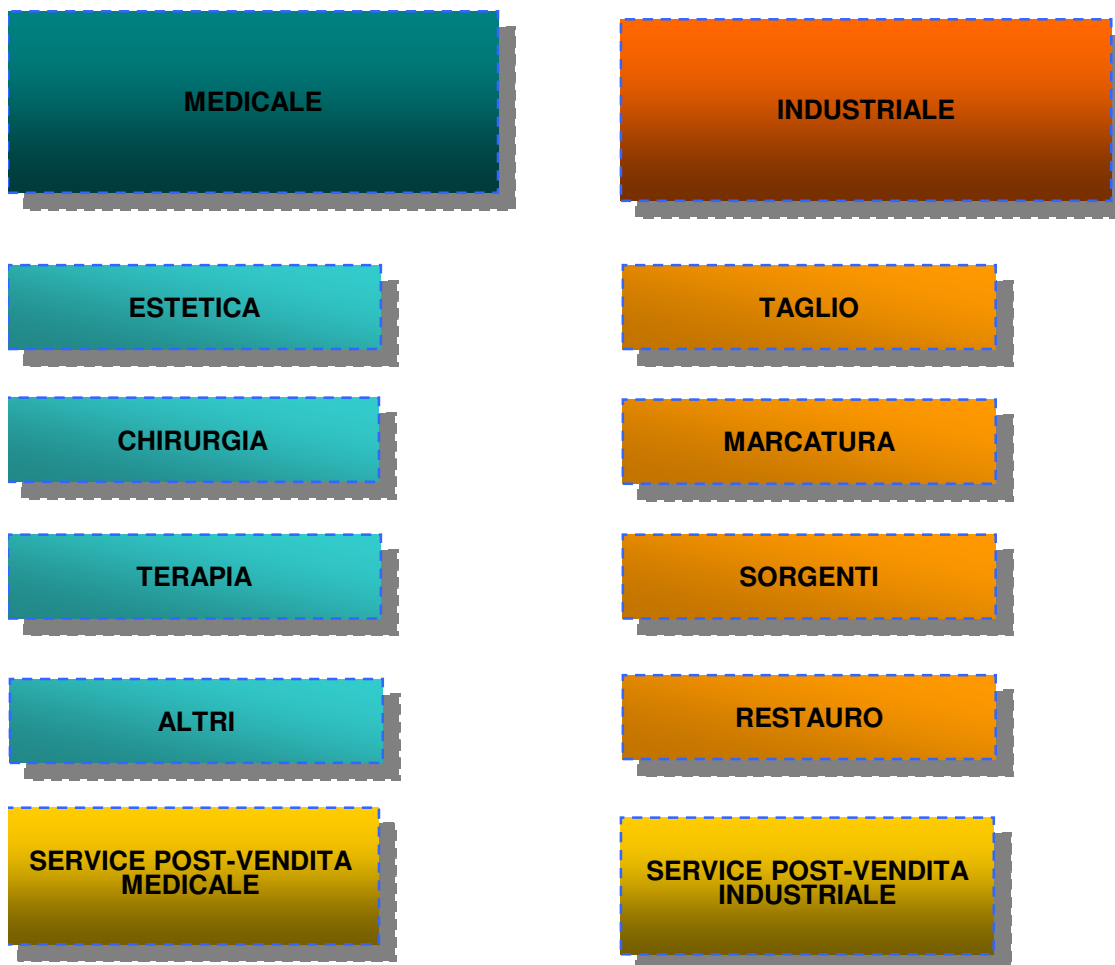 MEDICALE
INDUSTRIALE
ESTETICA
TAGLIO
CHIRURGIA
MARCATURA
TERAPIA
SORGENTI
ALTRI
RESTAURO
SERVICE POST-VENDITA
MEDICALE
SERVICE POST-VENDITA
INDUSTRIALE